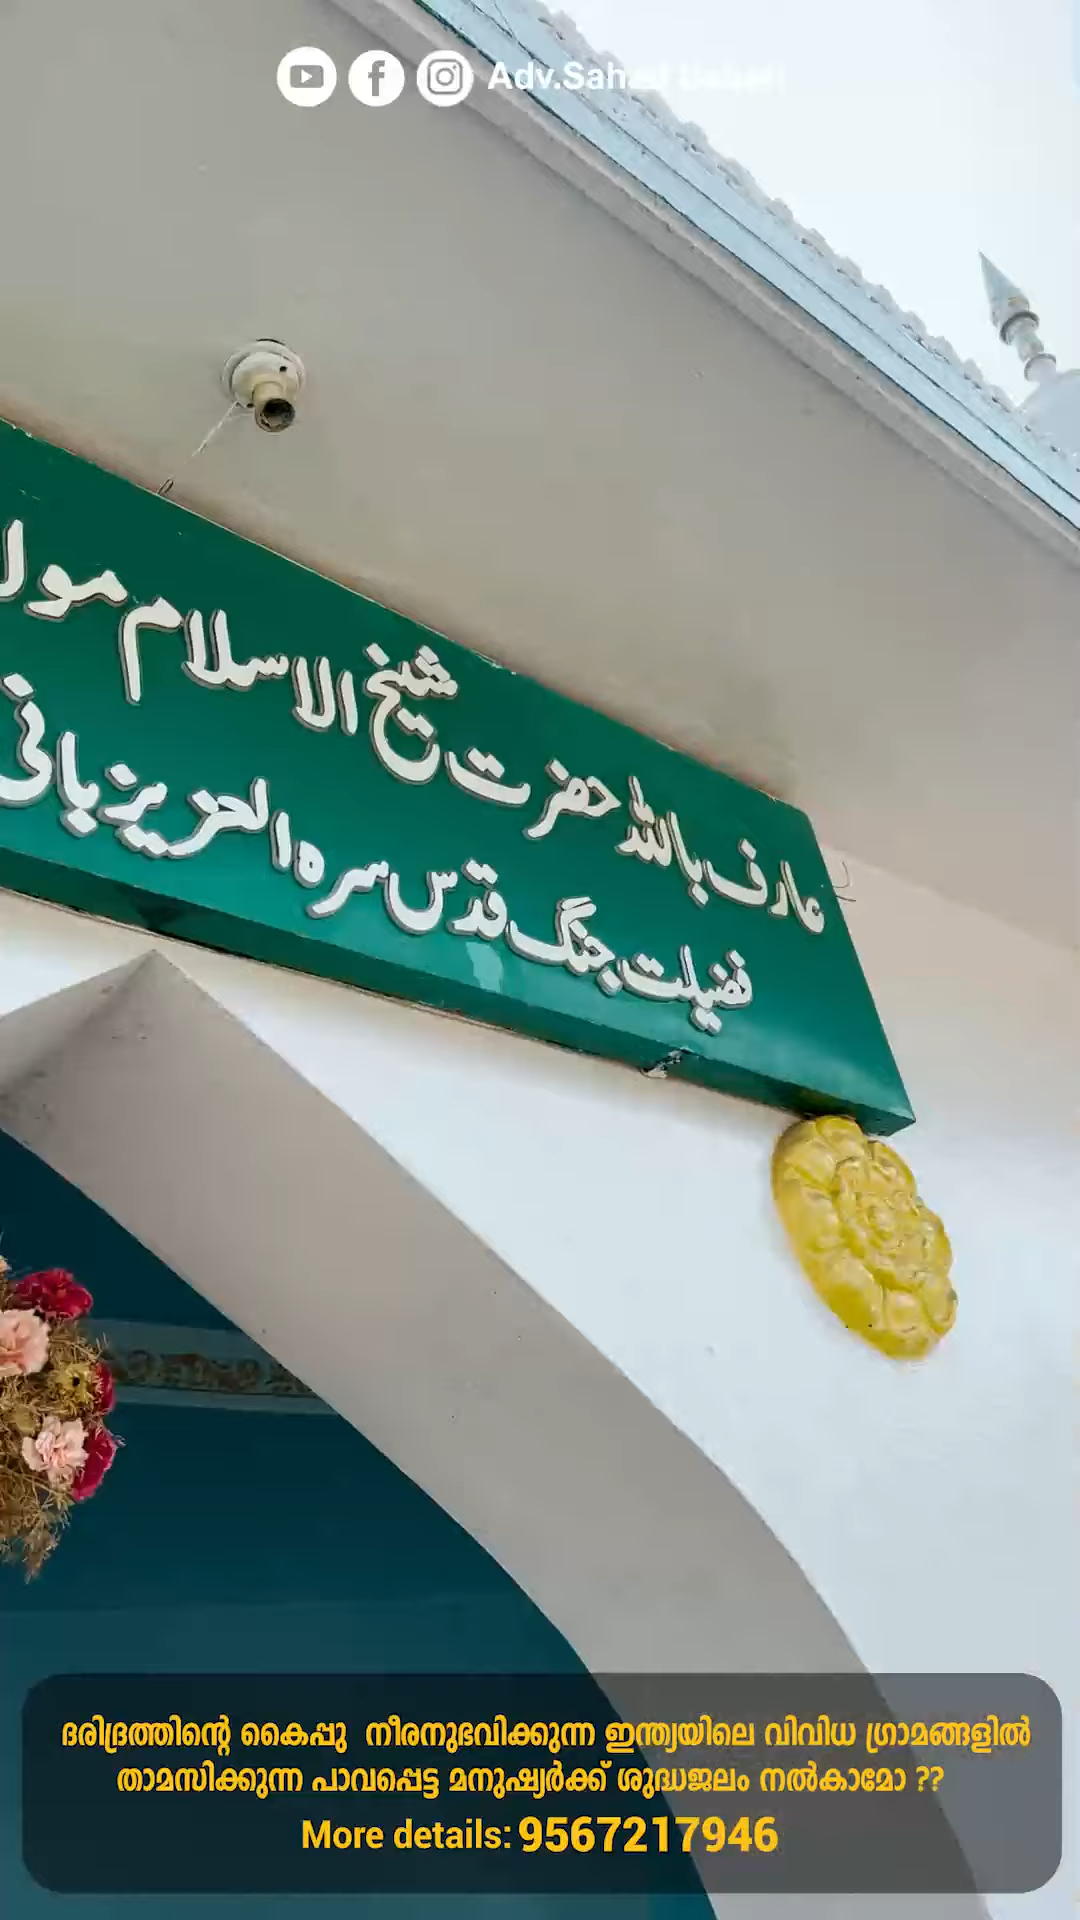 Adv.Sah
عارف باللہ حضرت شیخ الاسلام
فضیلت جنگ قدس سرہ العزیز بانی
ദരിദ്രത്തിന്റെ കൈപ്പു നീരനുഭവിക്കുന്ന ഇന്ത്യയിലെ വിവിധ ഗ്രാമങ്ങളിൽ
താമസിക്കുന്ന പാവപ്പെട്ട മനുഷ്യർക്ക് ശുദ്ധജലം നൽകാമോ ??
More details: 9567217946